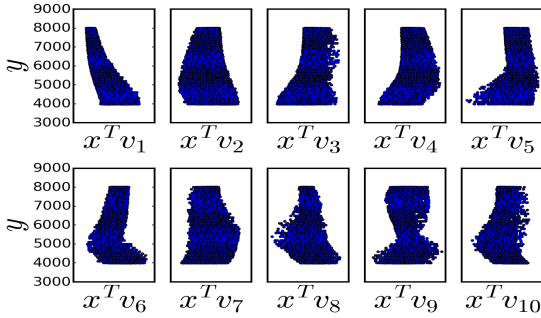 9000
8000
7000
6000
5000
4000
3000
y
x^T v_1
x^T v_2
x^T v_3
x^T v_4
x^T v_5
9000
8000
7000
6000
5000
4000
3000
y
x^T v_6
x^T v_7
x^T v_8
x^T v_9
x^T v_10